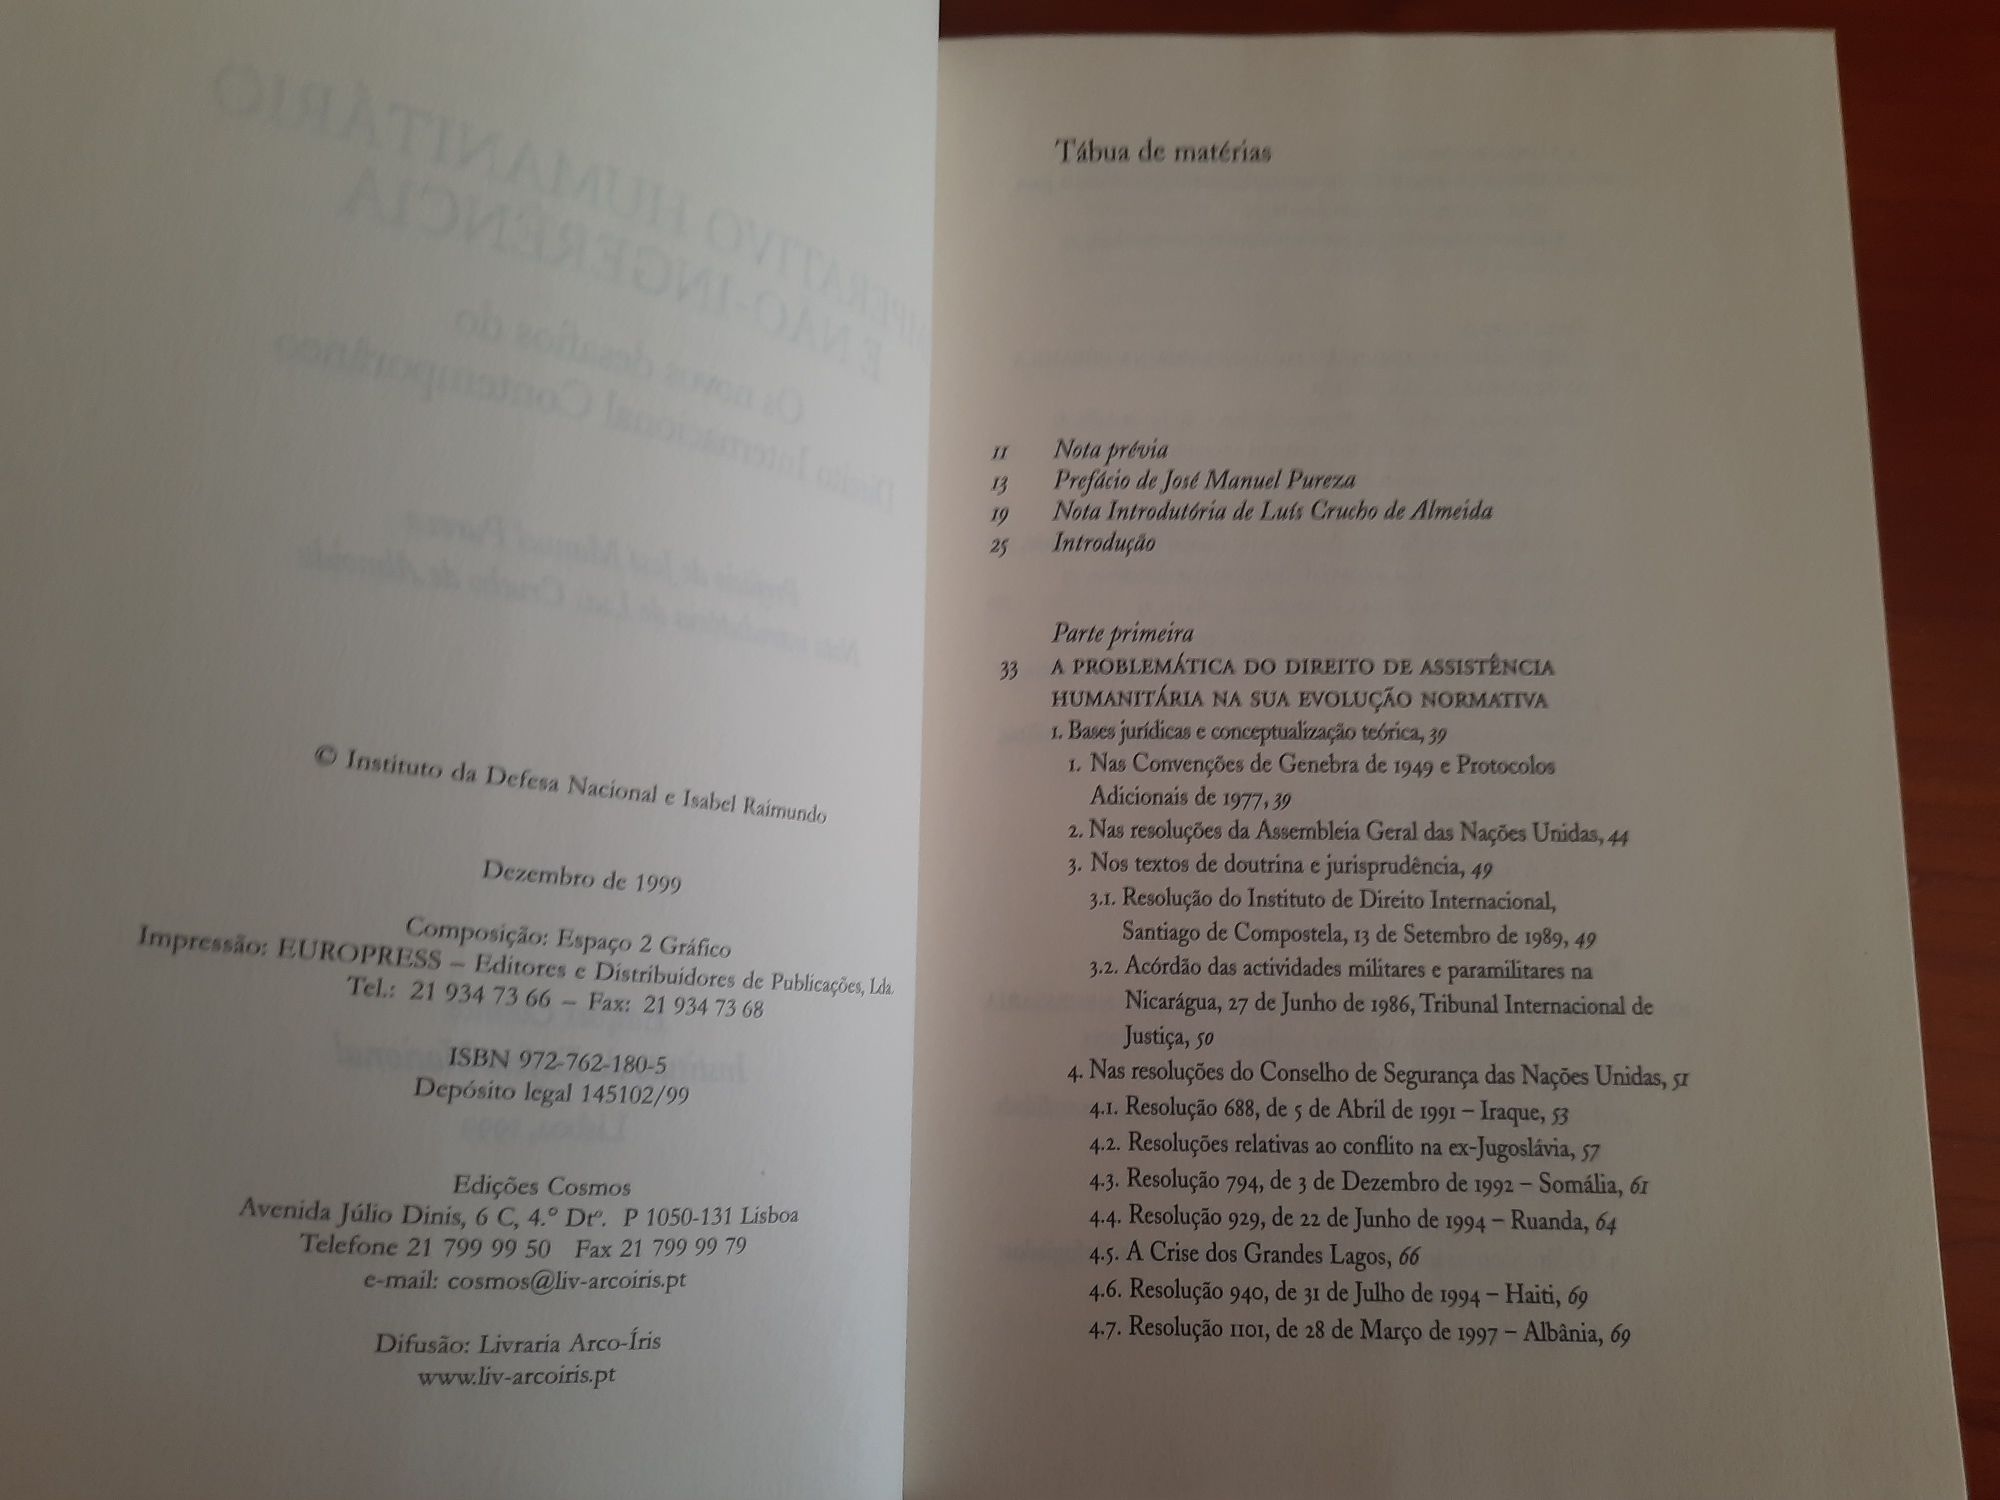 © Instituto da Defesa Nacional e Isabel Raimundo
Dezembro de 1999
Composição: Espaço 2 Gráfico
Impressão: EUROPRESS – Editores e Distribuidores de Publicações, Lda.
Tel.: 21 934 73 66 – Fax: 21 934 73 68
ISBN 972-762-180-5
Depósito legal 145102/99
Edições Cosmos
Avenida Júlio Dinis, 6 C, 4.º Dtº. P 1050-131 Lisboa
Telefone 21 799 99 50 Fax 21 799 99 79
e-mail: cosmos@liv-arcoiris.pt
Difusão: Livraria Arco-Íris
www.liv-arcoiris.pt
Tábua de matérias
11 Nota prévia
13 Prefácio de José Manuel Pureza
19 Nota Introdutória de Luís Crucho de Almeida
25 Introdução
Parte primeira
33 A PROBLEMÁTICA DO DIREITO DE ASSISTÊNCIA
HUMANITÁRIA NA SUA EVOLUÇÃO NORMATIVA
1. Bases jurídicas e conceptualização teórica, 39
1. Nas Convenções de Genebra de 1949 e Protocolos
Adicionais de 1977, 39
2. Nas resoluções da Assembleia Geral das Nações Unidas, 44
3. Nos textos de doutrina e jurisprudência, 49
3.1. Resolução do Instituto de Direito Internacional,
Santiago de Compostela, 13 de Setembro de 1989, 49
3.2. Acórdão das actividades militares e paramilitares na
Nicarágua, 27 de Junho de 1986, Tribunal Internacional de
Justiça, 50
4. Nas resoluções do Conselho de Segurança das Nações Unidas, 51
4.1. Resolução 688, de 5 de Abril de 1991 – Iraque, 53
4.2. Resoluções relativas ao conflito na ex-Jugoslávia, 57
4.3. Resolução 794, de 3 de Dezembro de 1992 – Somália, 61
4.4. Resolução 929, de 22 de Junho de 1994 – Ruanda, 64
4.5. A Crise dos Grandes Lagos, 66
4.6. Resolução 940, de 31 de Julho de 1994 – Haiti, 69
4.7. Resolução 1101, de 28 de Março de 1997 – Albânia, 69